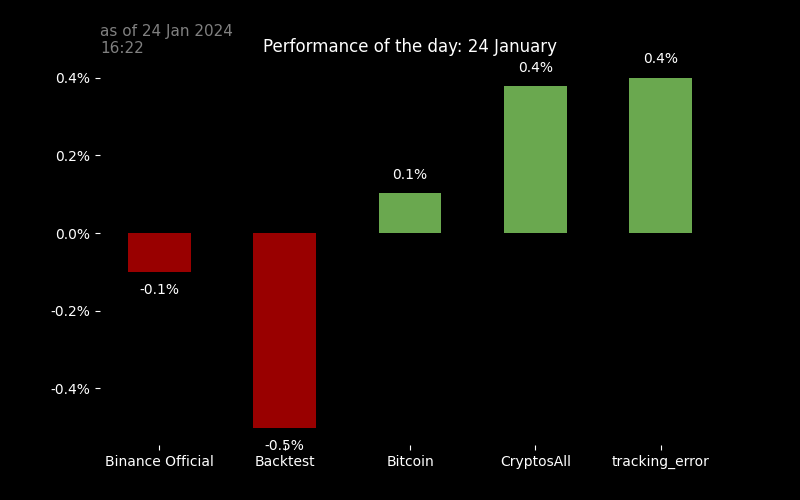 as of 24 Jan 2024
16:22
Performance of the day: 24 January
0.4%
0.2%
0.0%
-0.2%
-0.4%
-0.1%
-0.5%
0.1%
0.4%
0.4%
Binance Official
Backtest
Bitcoin
CryptosAll
tracking_error